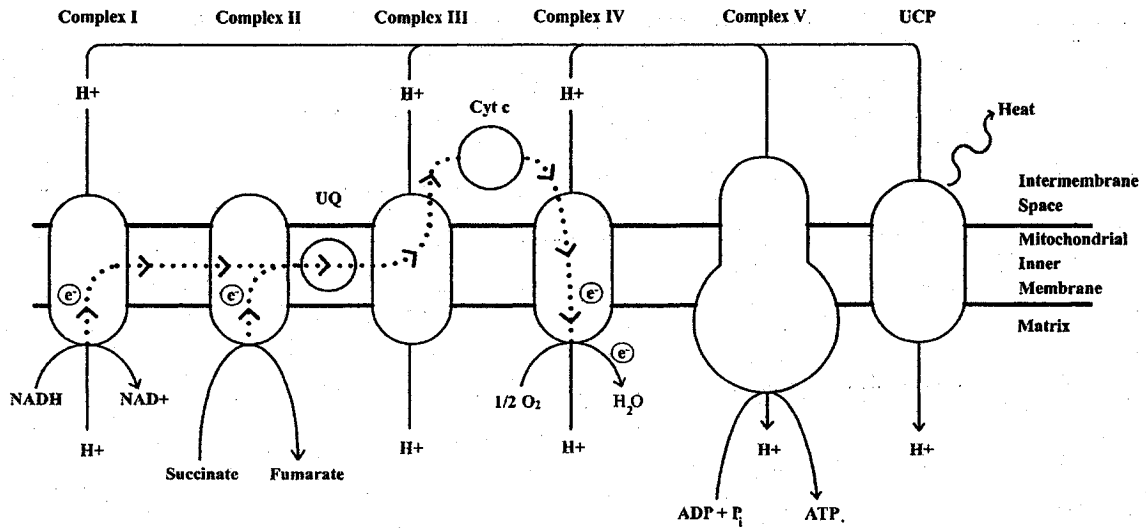 Complex I
Complex II
Complex III
Complex IV
Complex V
UCP
H+
H+
H+
Cyt c
Heat
UQ
Intermembrane
Space
Mitochondrial
Inner
Membrane
Matrix
e-
e-
e-
e-
NADH
NAD+
1/2 O2
H2O
H+
H+
H+
H+
H+
Succinate
Fumarate
ADP + Pi
ATP.